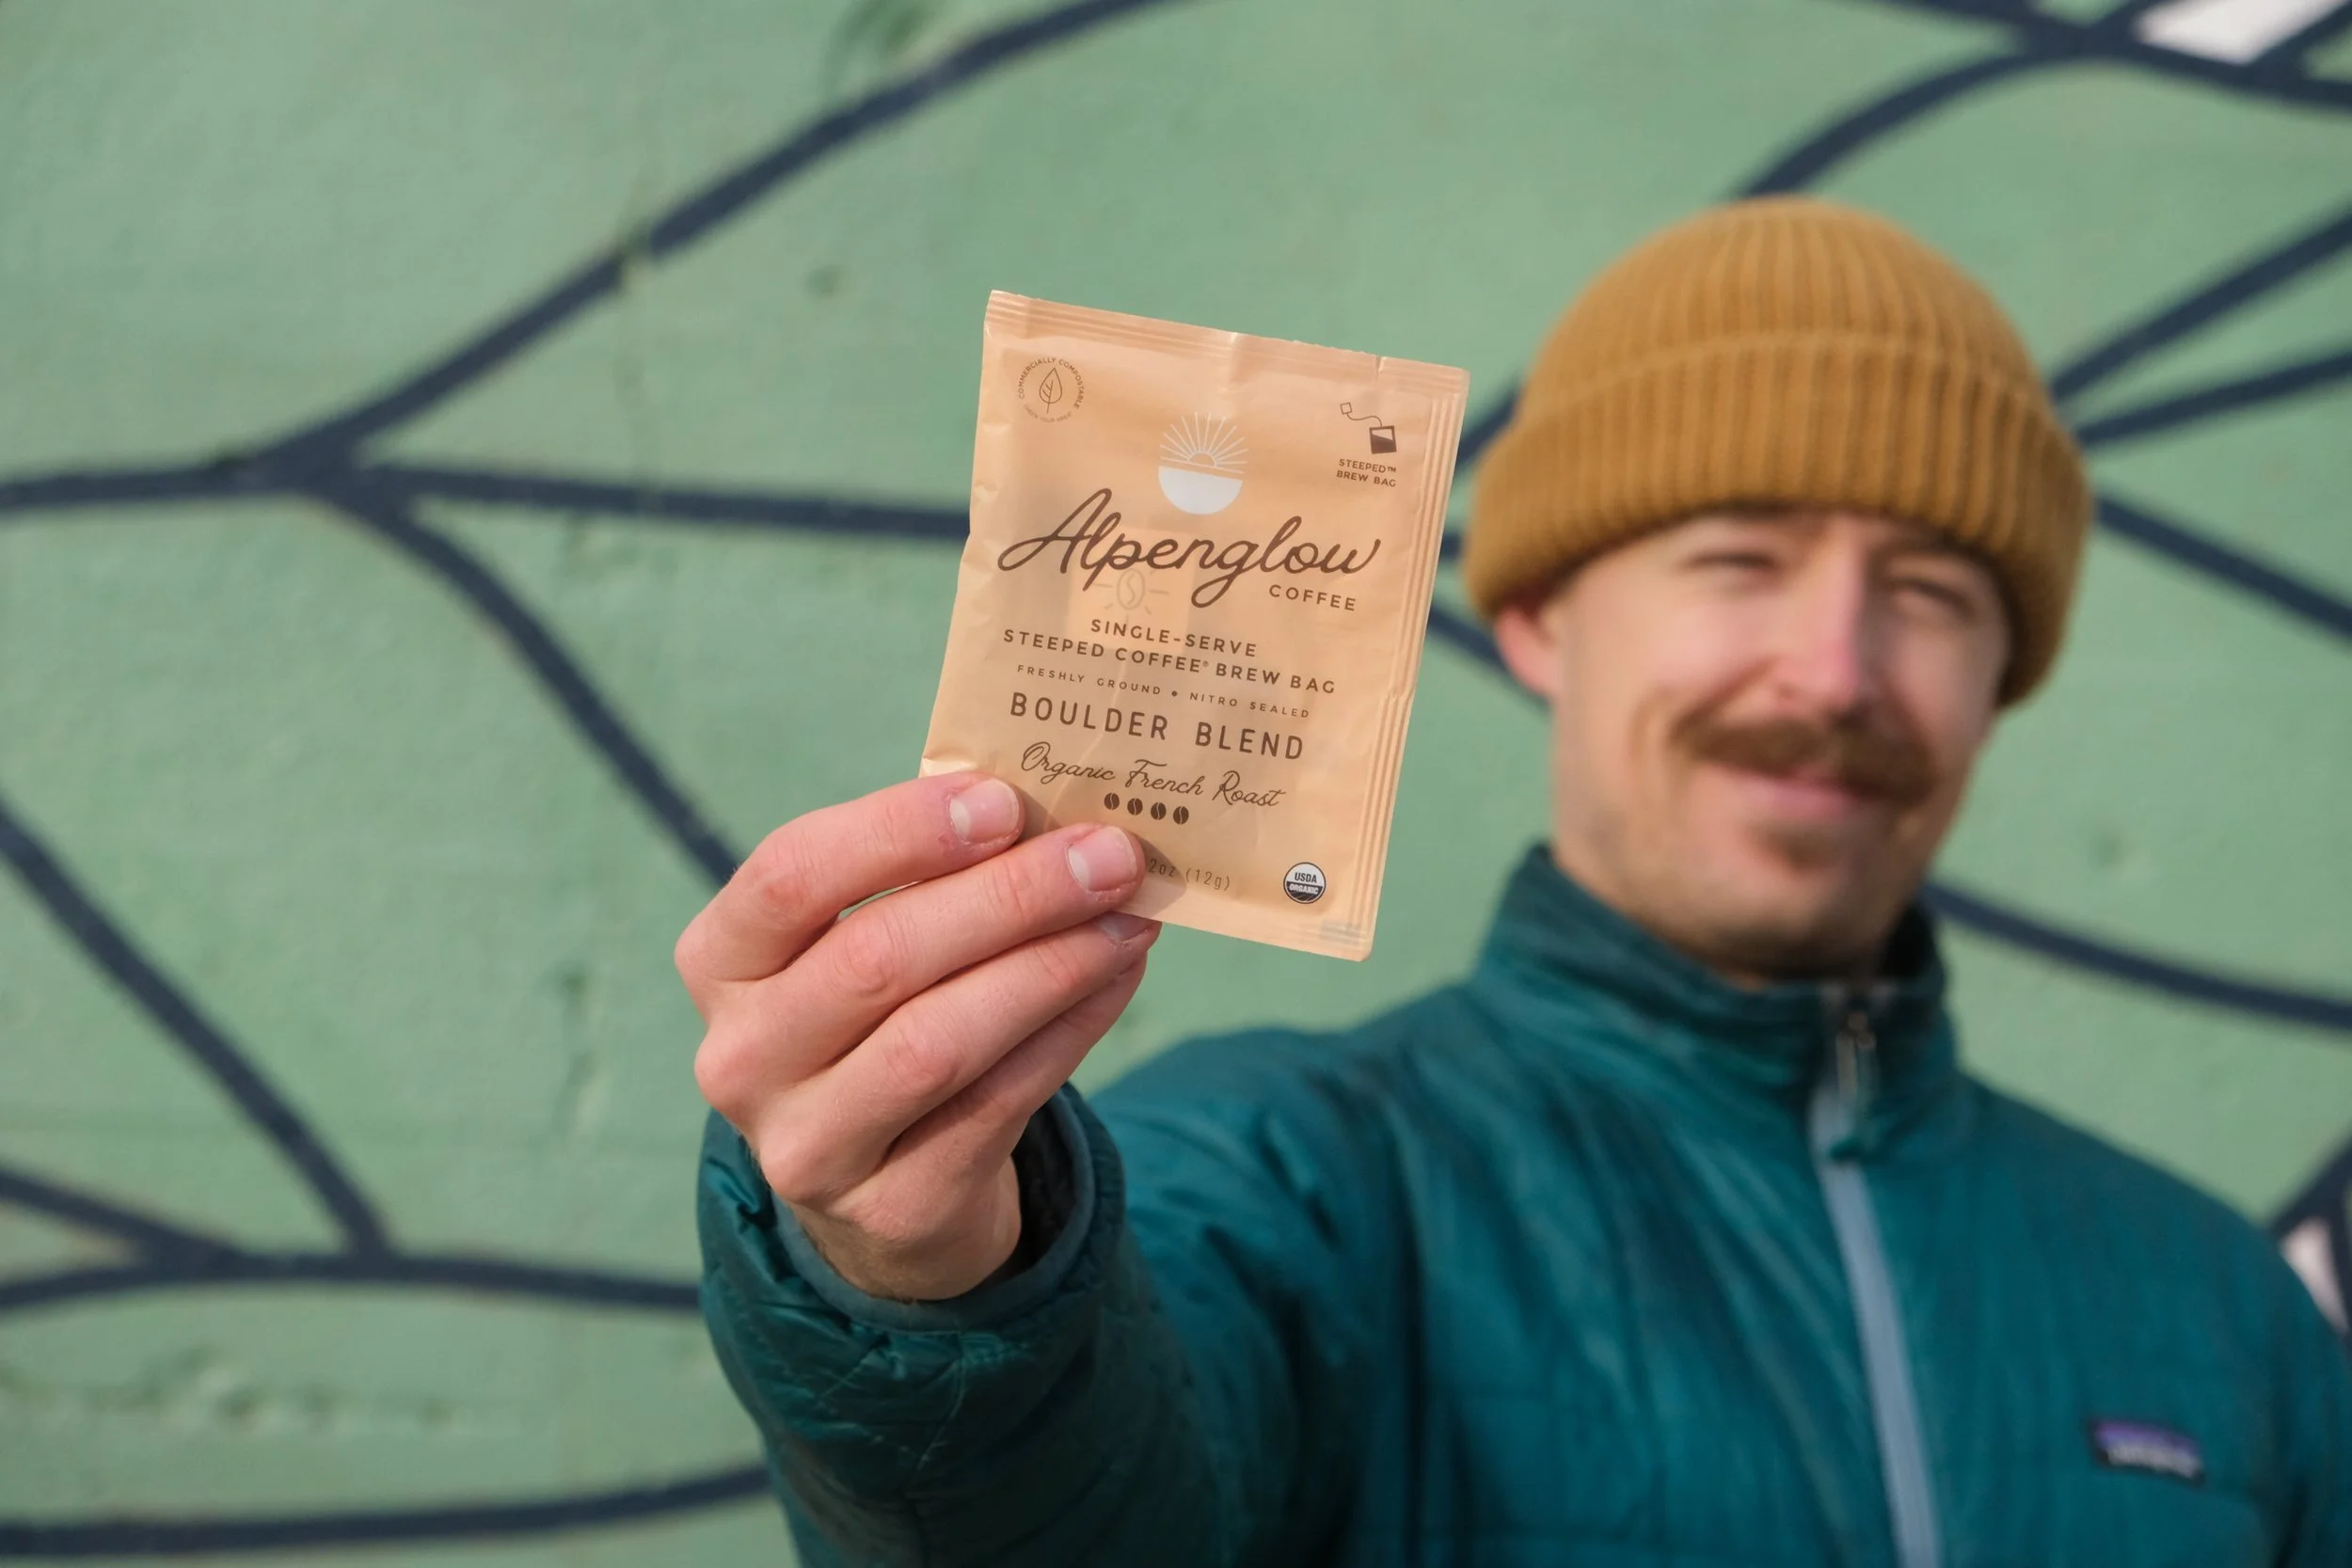 COMMERCIALLY COMPOSTABLE
STEEPED™
BREW BAG
Alpenglow
COFFEE
SINGLE-SERVE
STEEPED COFFEE® BREW BAG
FRESHLY GROUND • NITRO SEALED
BOULDER BLEND
Organic French Roast
2oz (12g)
USDA
ORGANIC